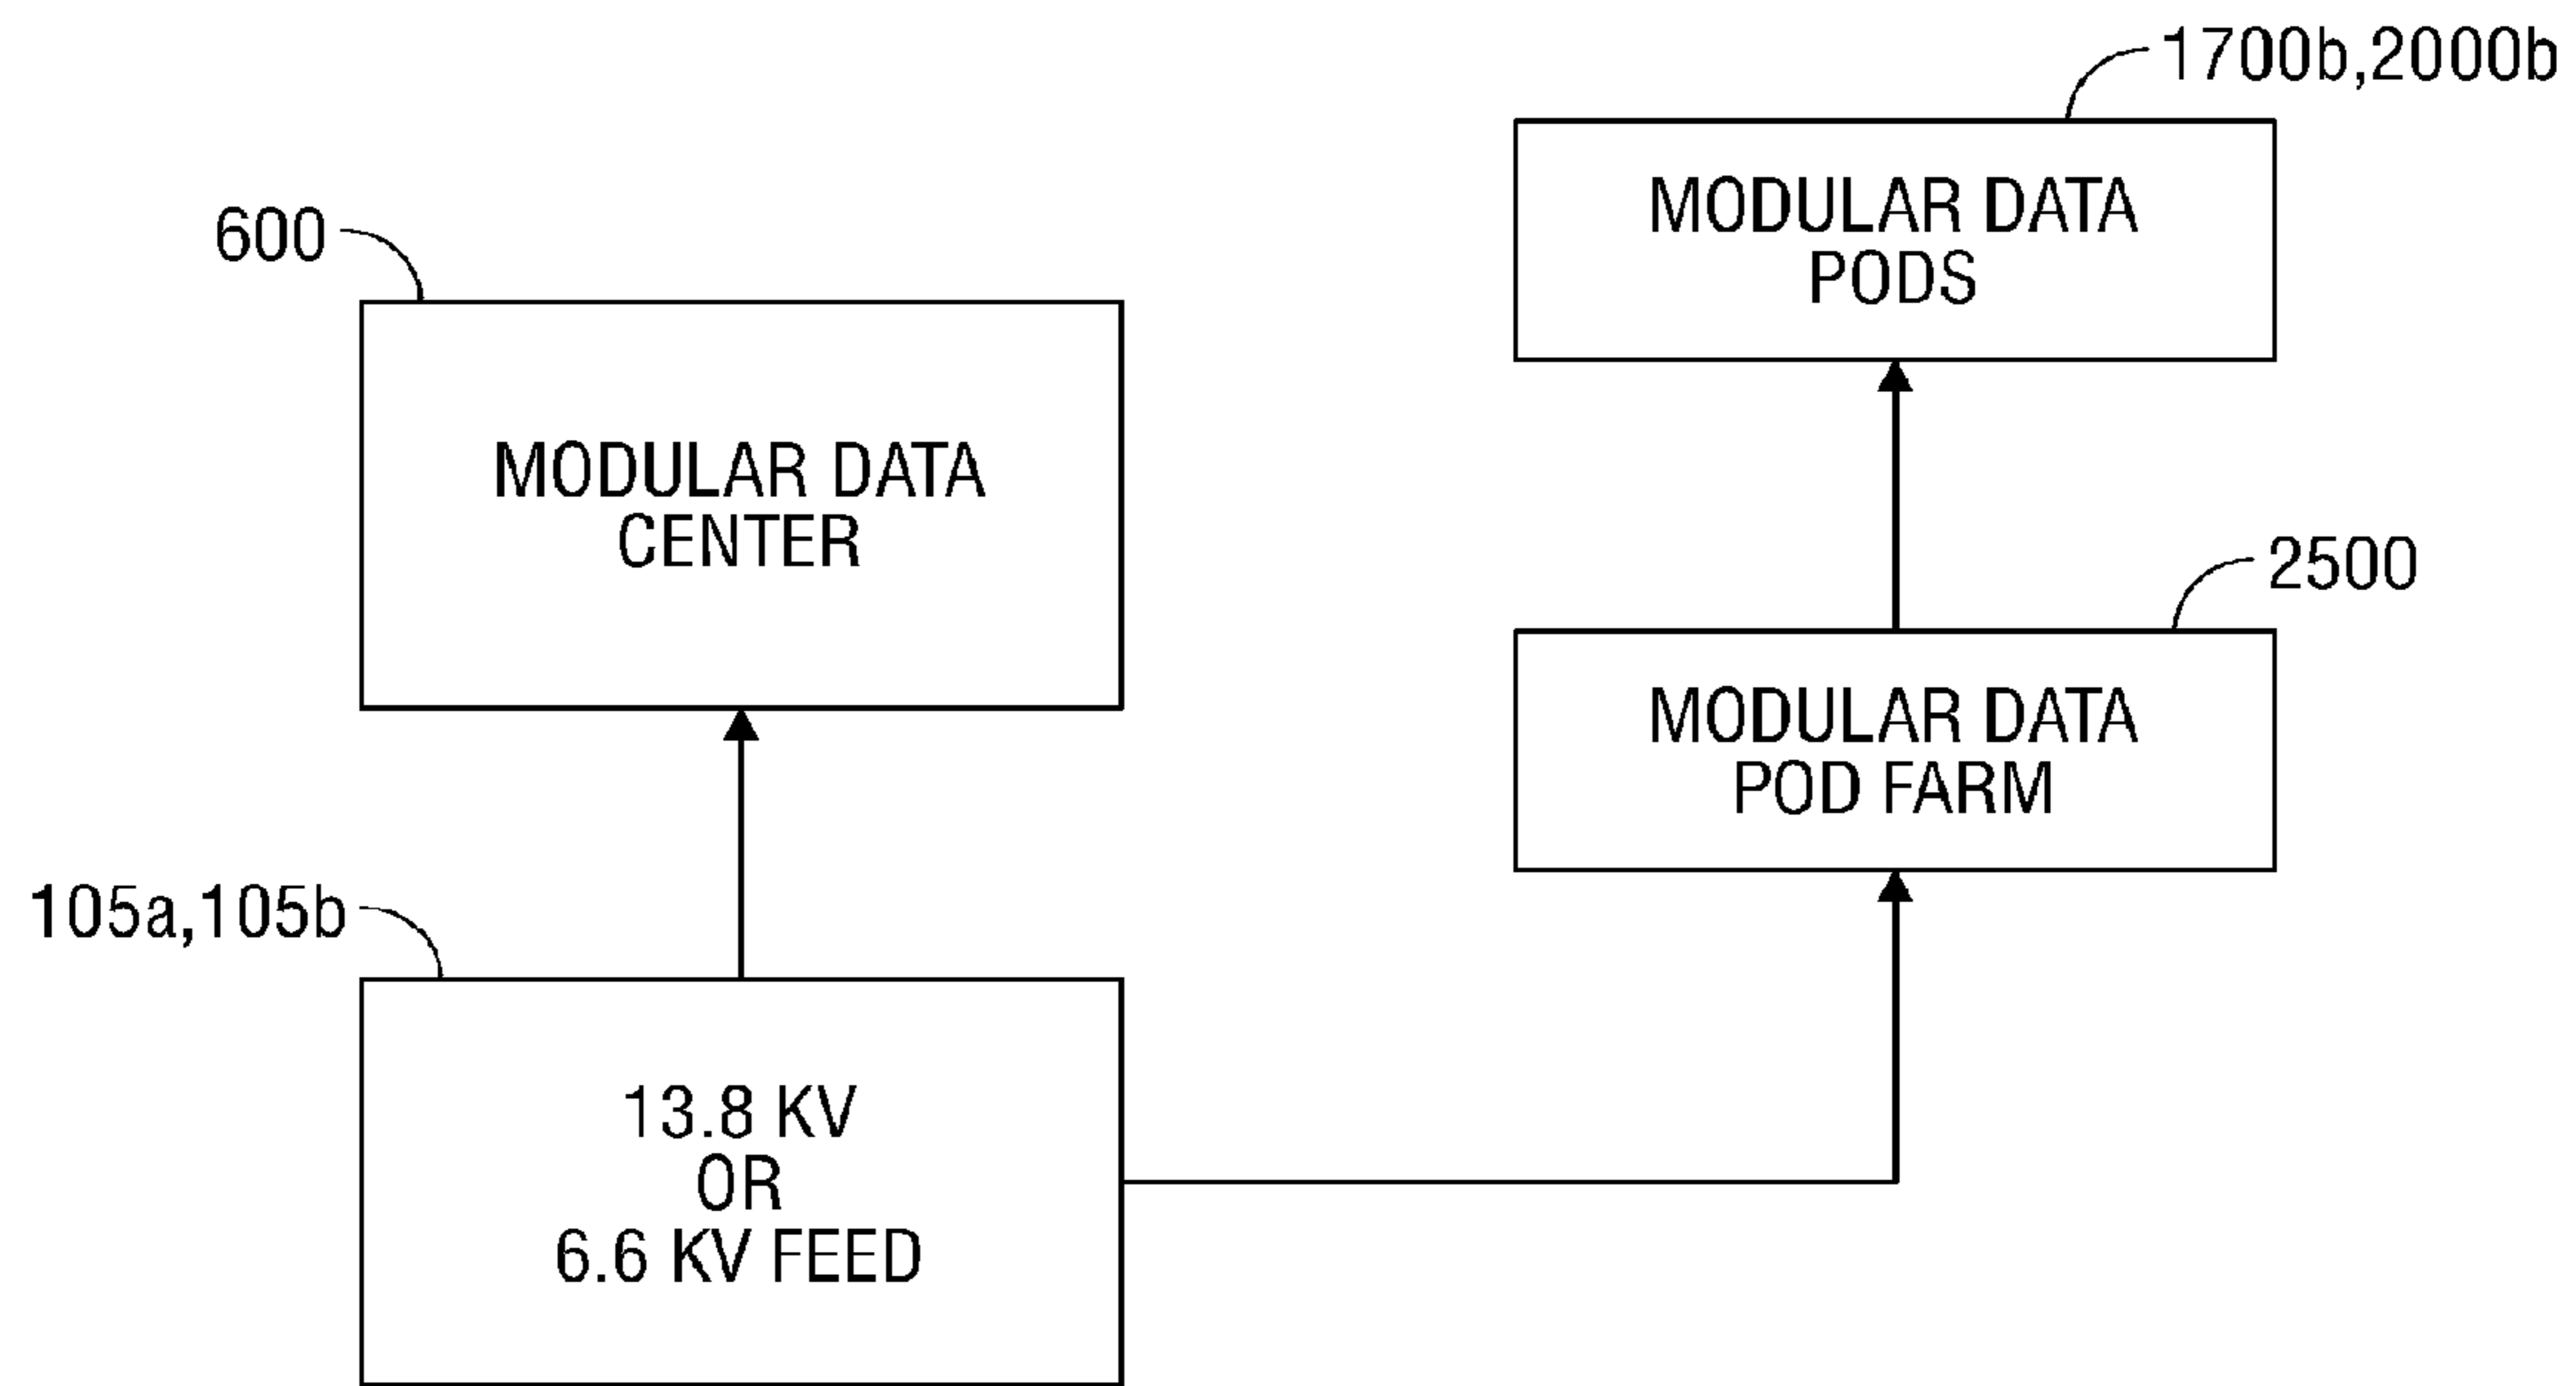 1700b,2000b
MODULAR DATA
PODS
600
MODULAR DATA
CENTER
2500
MODULAR DATA
POD FARM
105a,105b
13.8 KV
OR
6.6 KV FEED